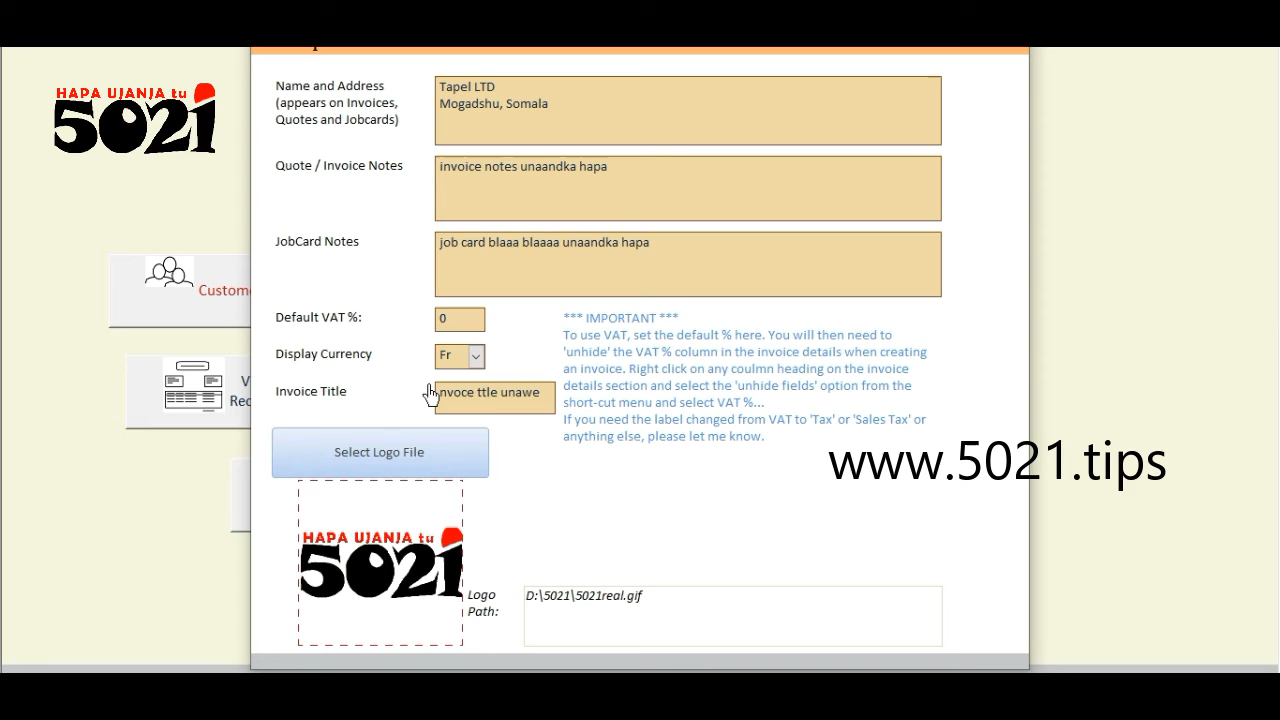 HAPA UJANJA tu
5021
Name and Address
(appears on Invoices,
Quotes and Jobcards)
Tapel LTD
Mogadshu, Somala
Quote / Invoice Notes
invoice notes unaandka hapa
JobCard Notes
job card blaaa blaaaa unaandka hapa
Custome
Default VAT %:
0
*** IMPORTANT ***
To use VAT, set the default % here. You will then need to
'unhide' the VAT % column in the invoice details when creating
an invoice. Right click on any coulmn heading on the invoice
details section and select the 'unhide fields' option from the
short-cut menu and select VAT %...
If you need the label changed from VAT to 'Tax' or 'Sales Tax' or
anything else, please let me know.
Display Currency
Fr
V
Rec
Invoice Title
nvoce ttle unawe
Select Logo File
www.5021.tips
HAPA UJANJA tu
5021
Logo
Path:
D:\5021\5021real.gif